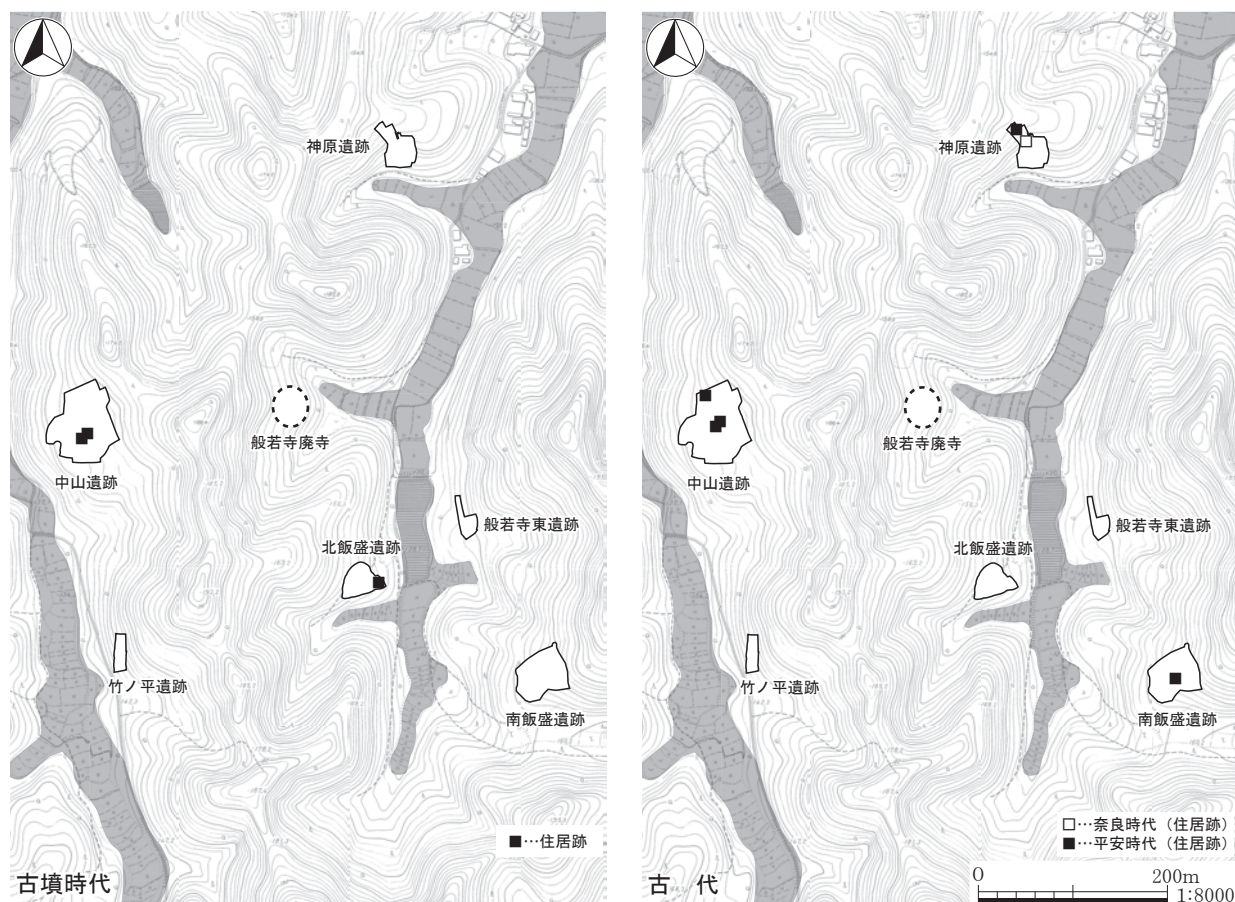 神原遺跡
般若寺廃寺
中山遺跡
般若寺東遺跡
北飯盛遺跡
竹ノ平遺跡
南飯盛遺跡
■…住居跡
古墳時代
神原遺跡
般若寺廃寺
中山遺跡
般若寺東遺跡
北飯盛遺跡
竹ノ平遺跡
南飯盛遺跡
□…奈良時代（住居跡）
■…平安時代（住居跡）
古　代
0 200m
1:8000